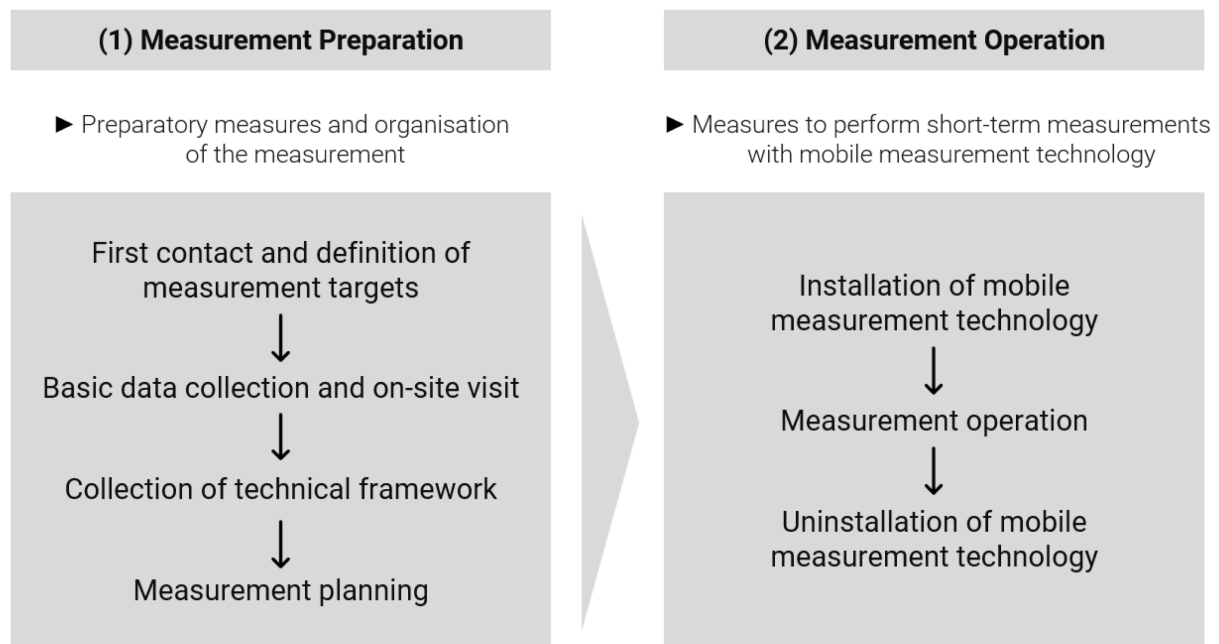 (1) Measurement Preparation
► Preparatory measures and organisation
of the measurement
First contact and definition of
measurement targets
Basic data collection and on-site visit
Collection of technical framework
Measurement planning
(2) Measurement Operation
► Measures to perform short-term measurements
with mobile measurement technology
Installation of mobile
measurement technology
Measurement operation
Uninstallation of mobile
measurement technology